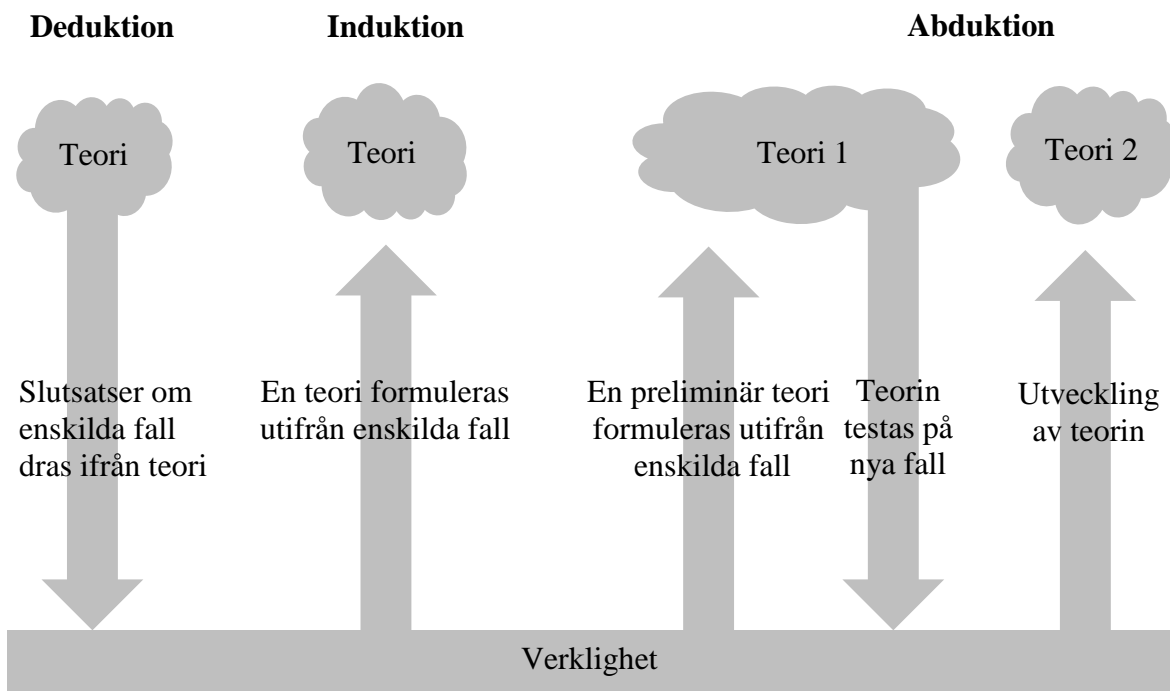 Deduktion
Induktion
Abduktion
Teori
Teori
Teori 1
Teori 2
Slutsatser om
enskilda fall
dras ifrån teori
En teori formuleras
utifrån enskilda fall
En preliminär teori
formuleras utifrån
enskilda fall
Teorin
testas på
nya fall
Utveckling
av teorin
Verklighet